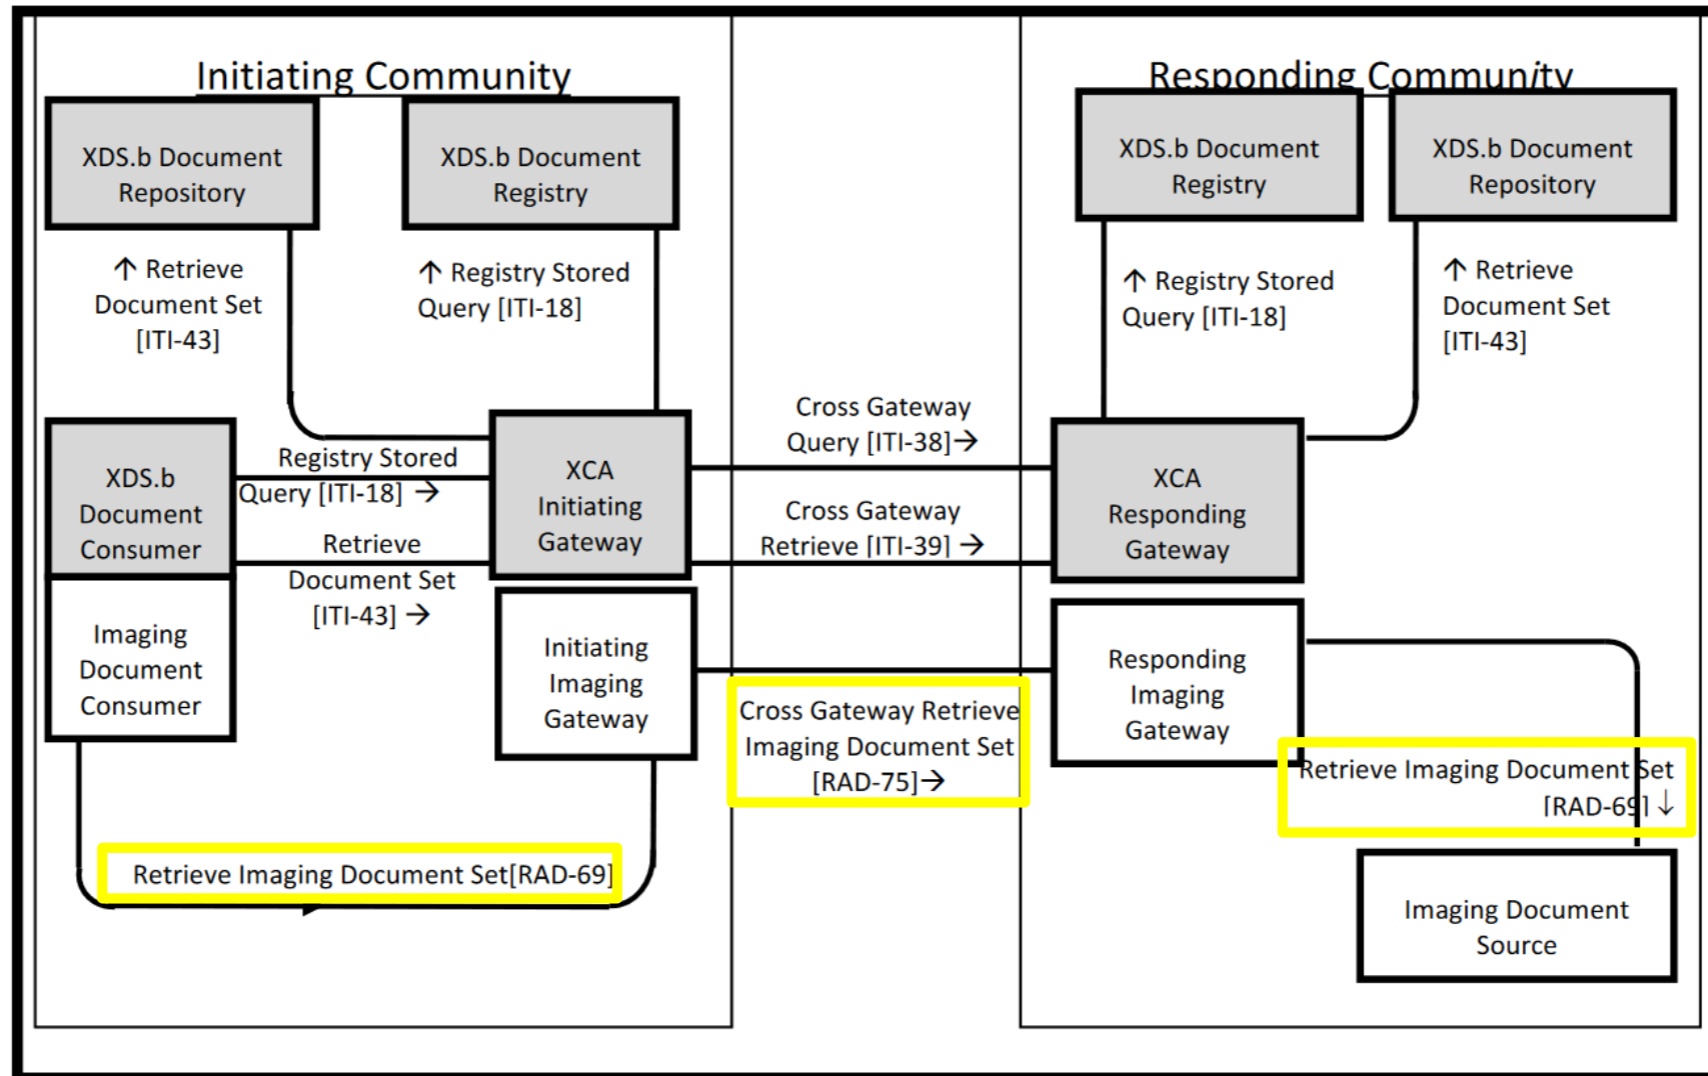 Initiating Community
Responding Community
XDS.b Document
Repository
XDS.b Document
Registry
XDS.b Document
Registry
XDS.b Document
Repository
↑ Retrieve
Document Set
[ITI-43]
↑ Registry Stored
Query [ITI-18]
↑ Registry Stored
Query [ITI-18]
↑ Retrieve
Document Set
[ITI-43]
XDS.b
Document
Consumer
Registry Stored
Query [ITI-18] →
Retrieve
Document Set
[ITI-43] →
XCA
Initiating
Gateway
Cross Gateway
Query [ITI-38]→
Cross Gateway
Retrieve [ITI-39] →
XCA
Responding
Gateway
Imaging
Document
Consumer
Initiating
Imaging
Gateway
Cross Gateway Retrieve
Imaging Document Set
[RAD-75]→
Responding
Imaging
Gateway
Retrieve Imaging Document Set
[RAD-69] ↓
Retrieve Imaging Document Set[RAD-69]
Imaging Document
Source